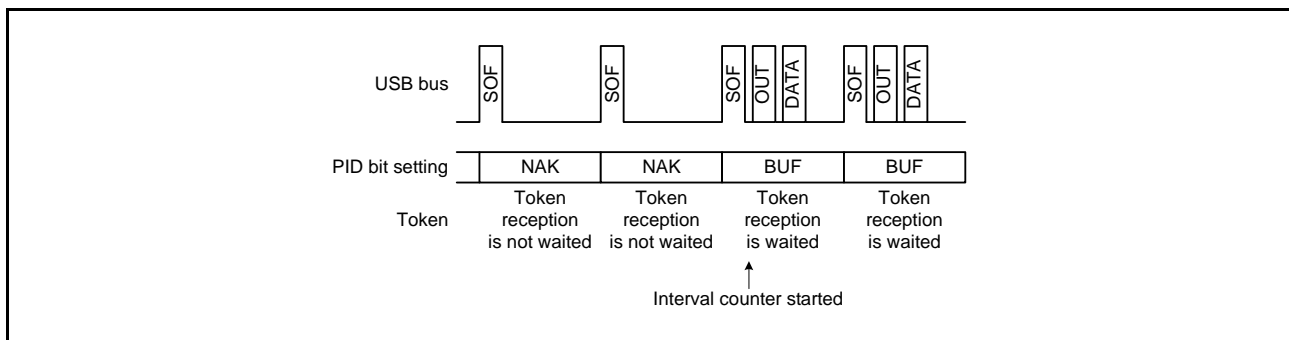 USB bus
SOF
SOF
SOF
OUT
DATA
SOF
OUT
DATA
PID bit setting
NAK
NAK
BUF
BUF
Token
Token
reception
is not waited
Token
reception
is not waited
Token
reception
is waited
Token
reception
is waited
Interval counter started